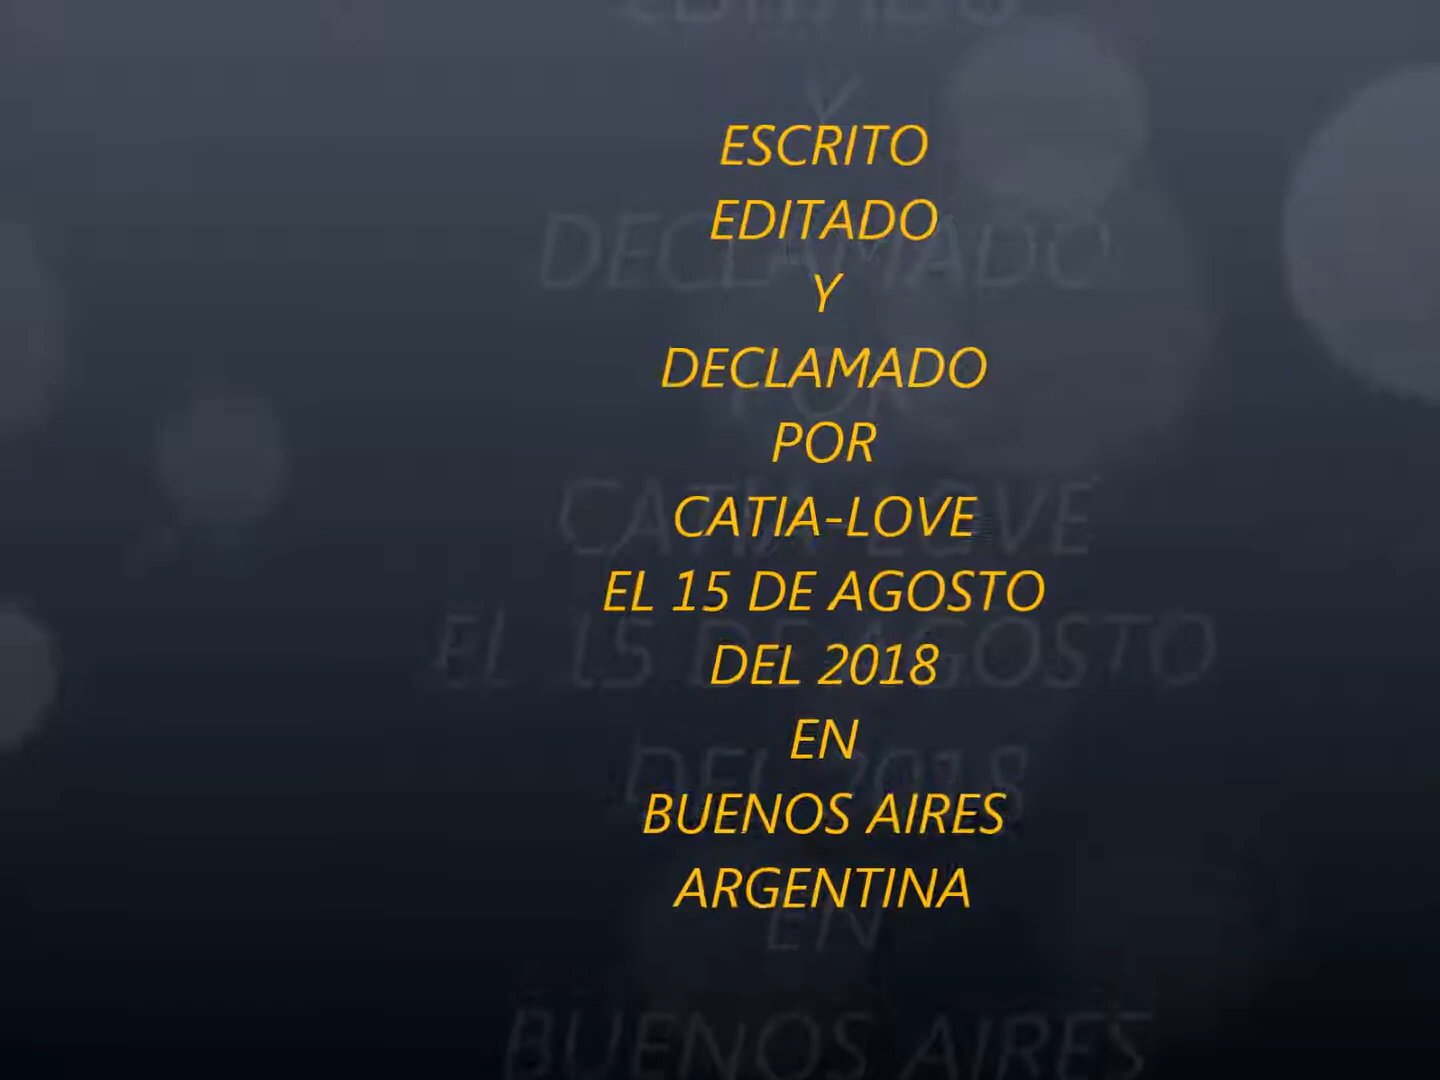 ESCRITO
EDITADO
Y
DECLAMADO
POR
CATIA-LOVE
EL 15 DE AGOSTO
DEL 2018
EN
BUENOS AIRES
ARGENTINA